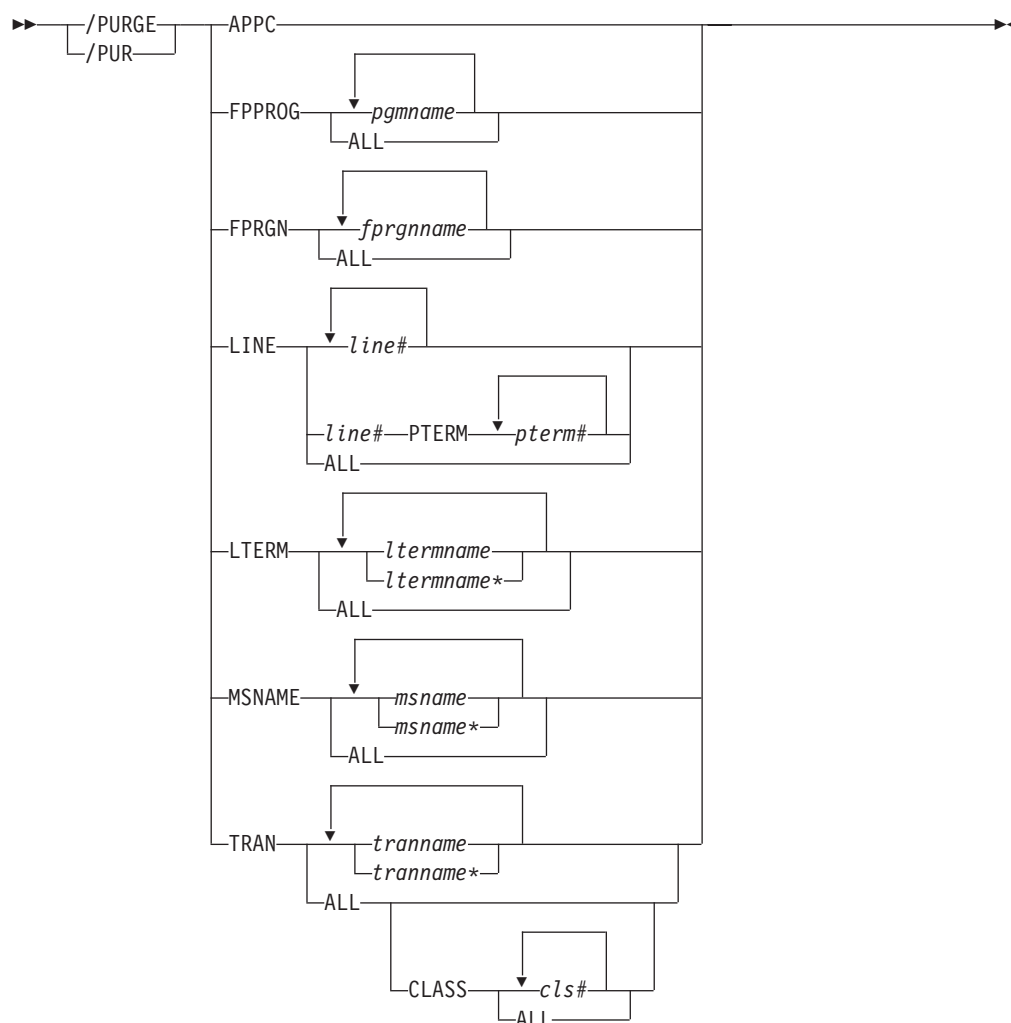 /PURGE APPC
/PUR
FPPROG pgmname
ALL
FPRGN fprgnname
ALL
LINE line#
line# PTERM pterm#
ALL
LTERM ltermname
ltermname*
ALL
MSNAME msname
msname*
ALL
TRAN tranname
tranname*
ALL
CLASS cls#
ALL